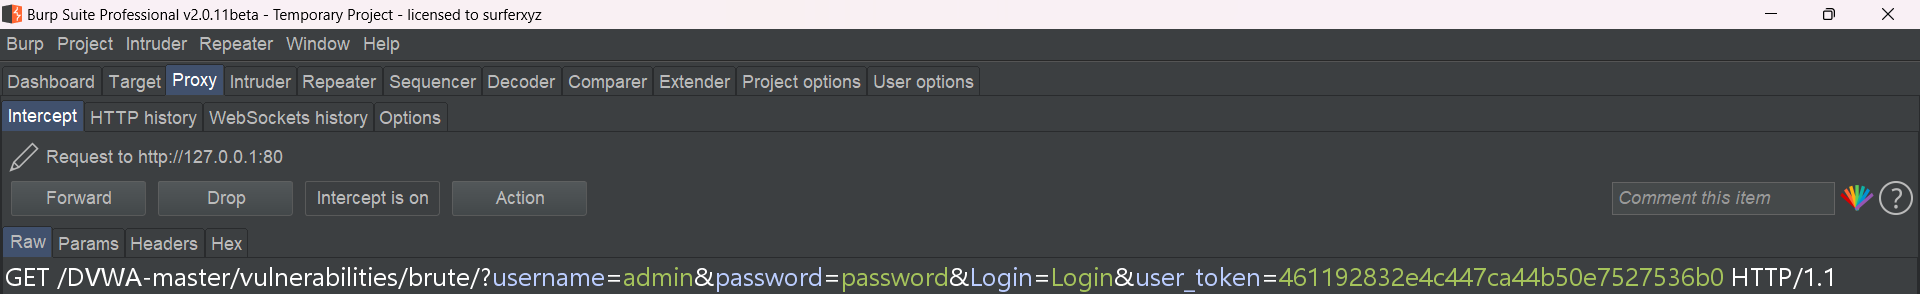 Burp Suite Professional v2.0.11beta - Temporary Project - licensed to surferxyz
Burp Project Intruder Repeater Window Help
Dashboard Target Proxy Intruder Repeater Sequencer Decoder Comparer Extender Project options User options
Intercept HTTP history WebSockets history Options
Request to http://127.0.0.1:80
Forward Drop Intercept is on Action Comment this item ?
Raw Params Headers Hex
GET /DVWA-master/vulnerabilities/brute/?username=admin&password=password&Login=Login&user_token=461192832e4c447ca44b50e7527536b0 HTTP/1.1